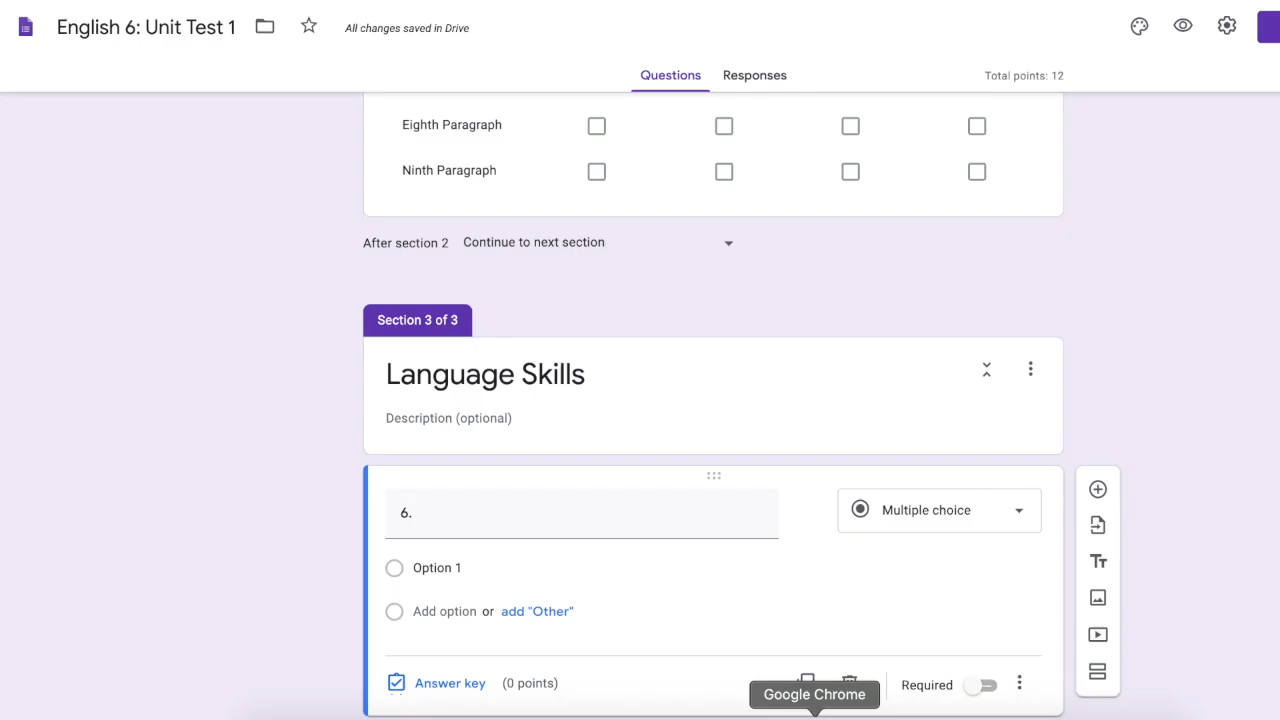 English 6: Unit Test 1
All changes saved in Drive
Questions
Responses
Total points: 12
Eighth Paragraph
Ninth Paragraph
After section 2
Continue to next section
Section 3 of 3
Language Skills
Description (optional)
6.
Multiple choice
Option 1
Add option or add "Other"
Answer key (0 points)
Google Chrome
Required
Tт